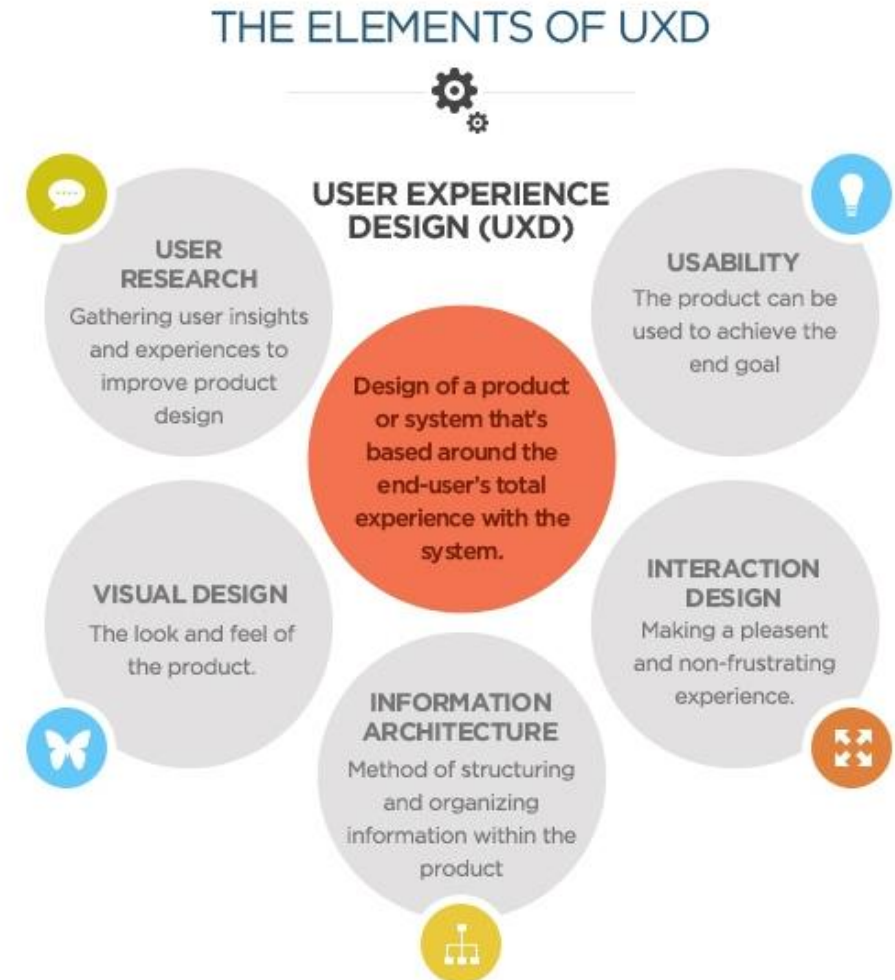 THE ELEMENTS OF UXD
USER EXPERIENCE
DESIGN (UXD)
USER
RESEARCH
Gathering user insights
and experiences to
improve product
design
USABILITY
The product can be
used to achieve the
end goal
Design of a product
or system that's
based around the
end-user's total
experience with the
system.
VISUAL DESIGN
The look and feel of
the product.
INTERACTION
DESIGN
Making a pleasent
and non-frustrating
experience.
INFORMATION
ARCHITECTURE
Method of structuring
and organizing
information within the
product